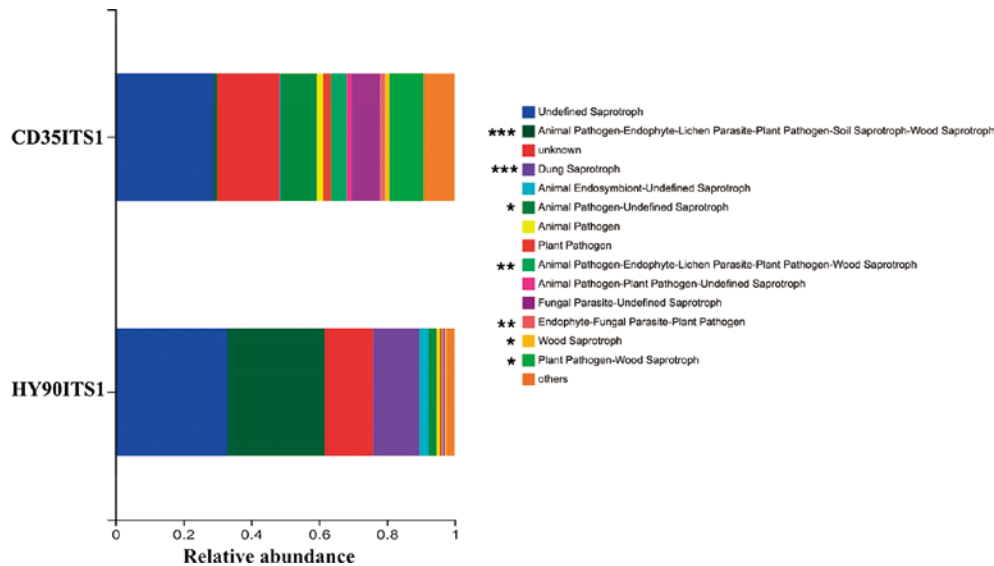 CD35ITS1
HY90ITS1
0 0.2 0.4 0.6 0.8 1
Relative abundance
Undefined Saprotroph
*** Animal Pathogen-Endophyte-Lichen Parasite-Plant Pathogen-Soil Saprotroph-Wood Saprotroph
unknown
*** Dung Saprotroph
Animal Endosymbiont-Undefined Saprotroph
* Animal Pathogen-Undefined Saprotroph
Animal Pathogen
Plant Pathogen
** Animal Pathogen-Endophyte-Lichen Parasite-Plant Pathogen-Wood Saprotroph
Animal Pathogen-Plant Pathogen-Undefined Saprotroph
Fungal Parasite-Undefined Saprotroph
** Endophyte-Fungal Parasite-Plant Pathogen
* Wood Saprotroph
* Plant Pathogen-Wood Saprotroph
others